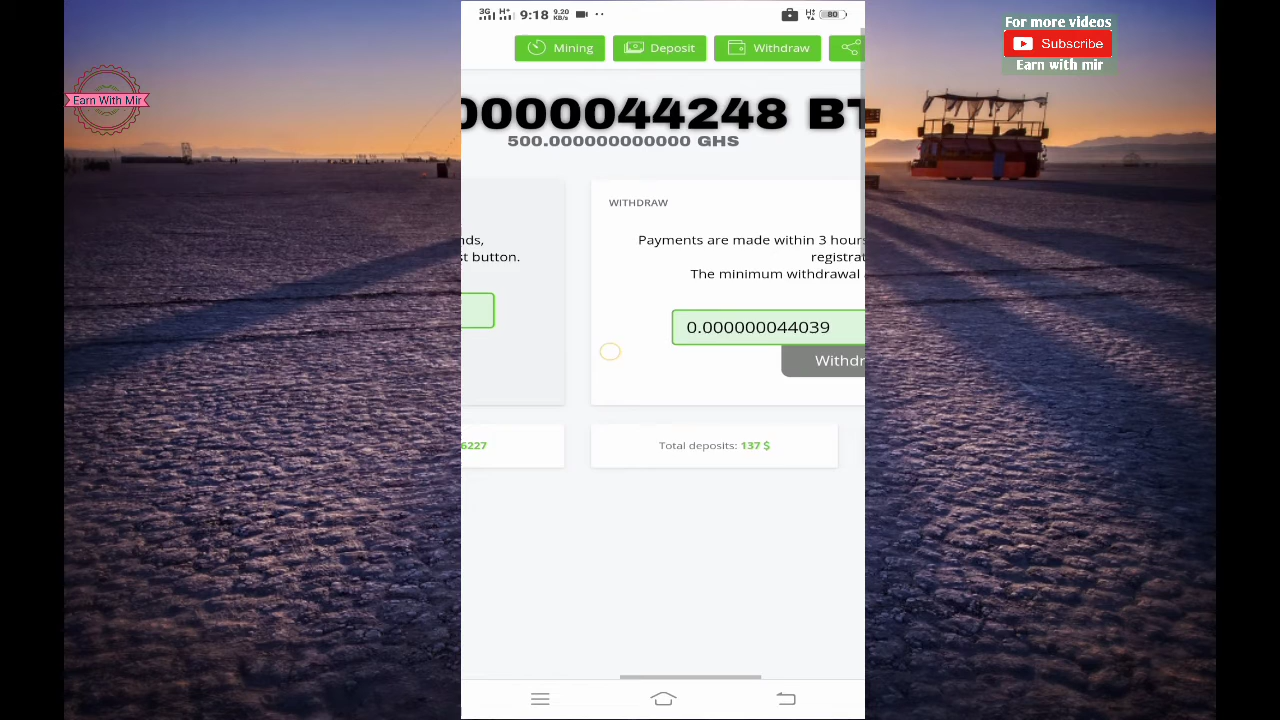 3G H+ 9:18 9.20 KB/s
80
Mining
Deposit
Withdraw
0000044248 BT
500.000000000000 GHS
nds,
st button.
WITHDRAW
Payments are made within 3 hours
registrat
The minimum withdrawal
0.000000044039
Withdr
6227
Total deposits: 137 $
Earn With Mir
For more videos
Subscribe
Earn with mir